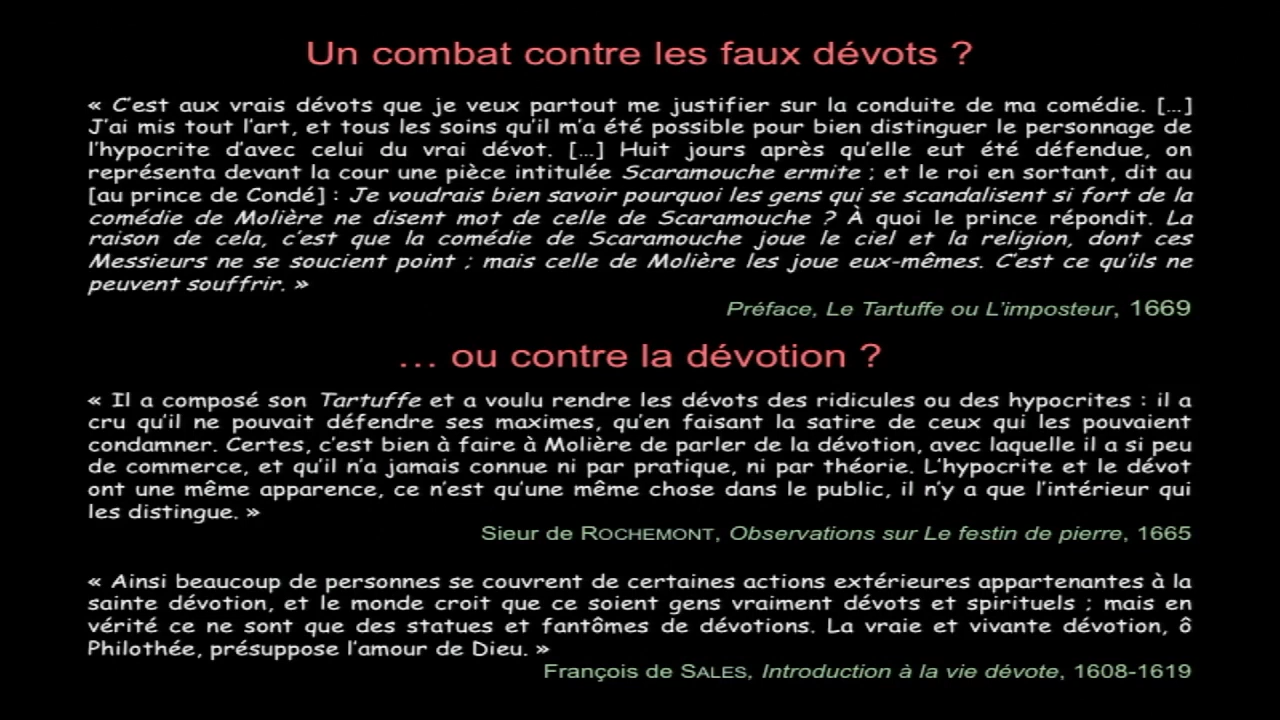 Un combat contre les faux dévots ?
« C'est aux vrais dévots que je veux partout me justifier sur la conduite de ma comédie. […]
J'ai mis tout l'art, et tous les soins qu'il m'a été possible pour bien distinguer le personnage de
l'hypocrite d'avec celui du vrai dévot. […] Huit jours après qu'elle eut été défendue, on
représenta devant la cour une pièce intitulée Scaramouche ermite ; et le roi en sortant, dit au
[au prince de Condé] : Je voudrais bien savoir pourquoi les gens qui se scandalisent si fort de la
comédie de Molière ne disent mot de celle de Scaramouche ? À quoi le prince répondit. La
raison de cela, c'est que la comédie de Scaramouche joue le ciel et la religion, dont ces
Messieurs ne se soucient point ; mais celle de Molière les joue eux-mêmes. C'est ce qu'ils ne
peuvent souffrir. »
Préface, Le Tartuffe ou L'imposteur, 1669
… ou contre la dévotion ?
« Il a composé son Tartuffe et a voulu rendre les dévots des ridicules ou des hypocrites : il a
cru qu'il ne pouvait défendre ses maximes, qu'en faisant la satire de ceux qui les pouvaient
condamner. Certes, c'est bien à faire à Molière de parler de la dévotion, avec laquelle il a si peu
de commerce, et qu'il n'a jamais connue ni par pratique, ni par théorie. L'hypocrite et le dévot
ont une même apparence, ce n'est qu'une même chose dans le public, il n'y a que l'intérieur qui
les distingue. »
Sieur de ROCHEMONT, Observations sur Le festin de pierre, 1665
« Ainsi beaucoup de personnes se couvrent de certaines actions extérieures appartenantes à la
sainte dévotion, et le monde croit que ce soient gens vraiment dévots et spirituels ; mais en
vérité ce ne sont que des statues et fantômes de dévotions. La vraie et vivante dévotion, ô
Philothée, présuppose l'amour de Dieu. »
François de SALES, Introduction à la vie dévote, 1608-1619